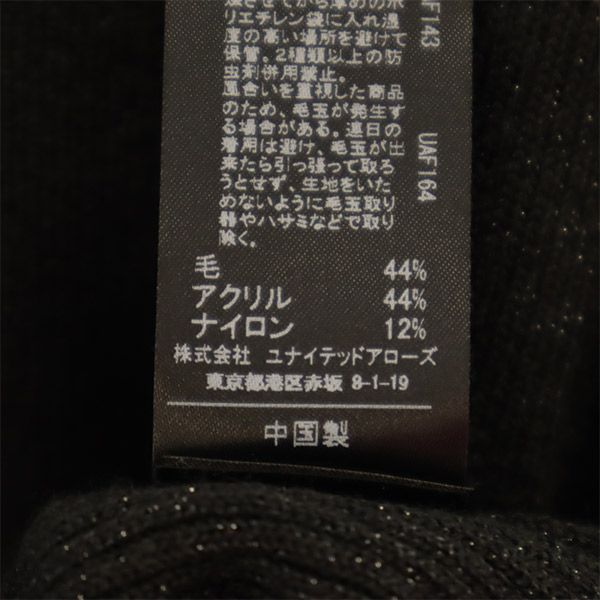 リエチレン袋に入れ温
度の高い場所を避けて
保管。2種類以上の防
虫剤併用禁止。
風合いを重視した商品
のため、毛玉が発生す
る場合がある。連日の
着用は避け、毛玉が出
来たら引っ張って取ろ
うとせず、生地をいた
めないように毛玉取り
器やハサミなどで取り
除く。
毛 44%
アクリル 44%
ナイロン 12%
株式会社 ユナイテッドアローズ
東京都港区赤坂 8-1-19
中国製
UAF164
AF143